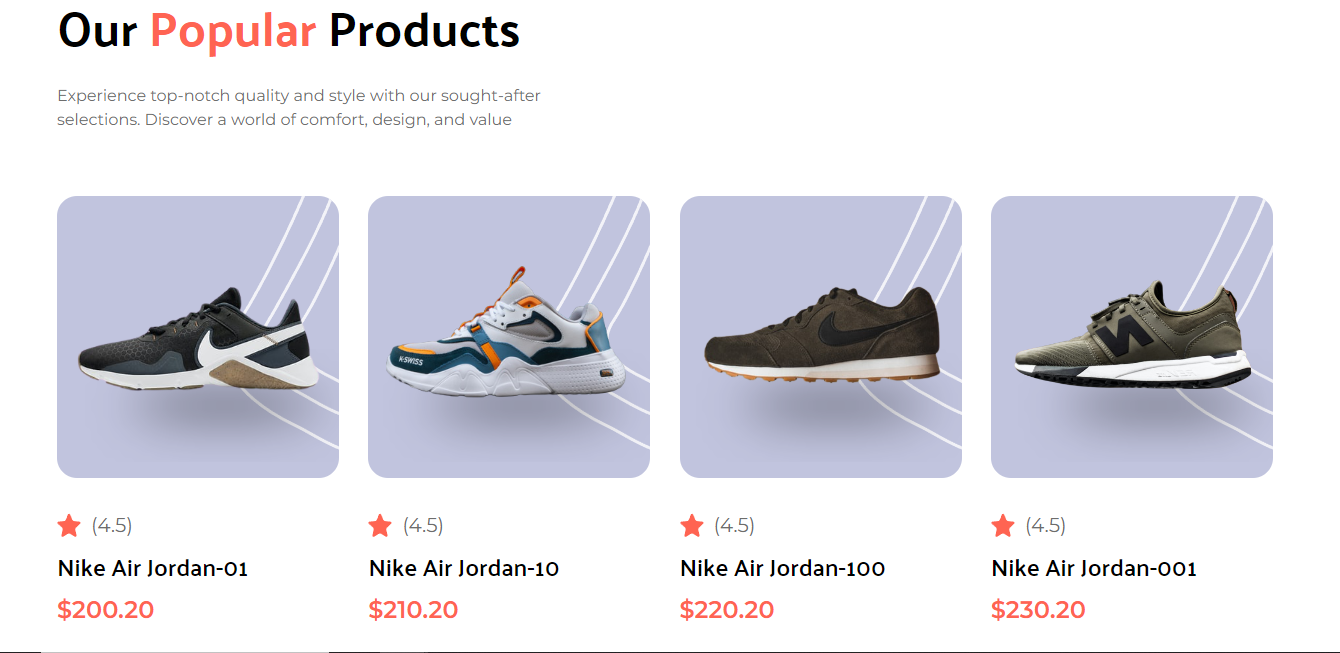 Our Popular Products
Experience top-notch quality and style with our sought-after
selections. Discover a world of comfort, design, and value
K·SWISS
N
(4.5)
Nike Air Jordan-01
$200.20
(4.5)
Nike Air Jordan-10
$210.20
(4.5)
Nike Air Jordan-100
$220.20
(4.5)
Nike Air Jordan-001
$230.20